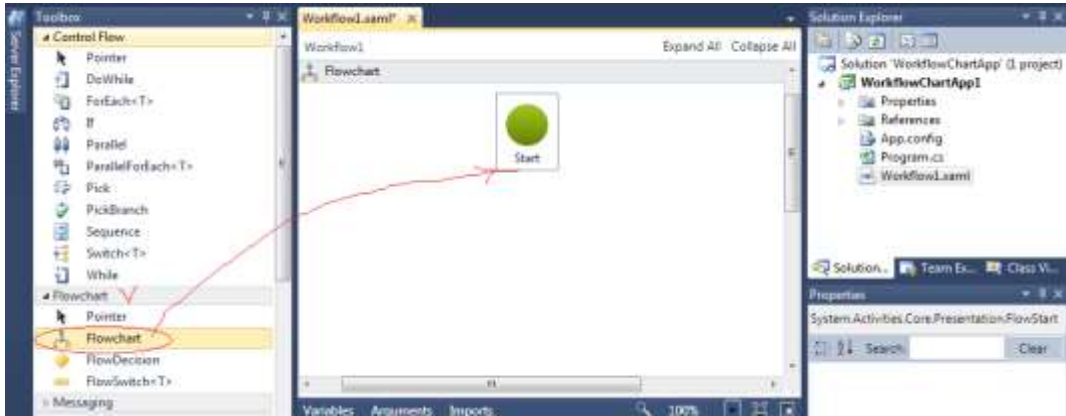 Server Explorer
Toolbox
Control Flow
Pointer
DoWhile
ForEach<T>
If
Parallel
ParallelForEach<T>
Pick
PickBranch
Sequence
Switch<T>
While
Flowchart
Pointer
Flowchart
FlowDecision
FlowSwitch<T>
Messaging
Workflow1.xaml*
Workflow1
Expand All Collapse All
Flowchart
Start
Variables Arguments Imports
100%
Solution Explorer
Solution 'WorkflowChartApp' (1 project)
WorkflowChartApp1
Properties
References
App.config
Program.cs
Workflow1.xaml
Solution... Team Ex... Class Vi...
Properties
System.Activities.Core.Presentation.FlowStart
Search:
Clear